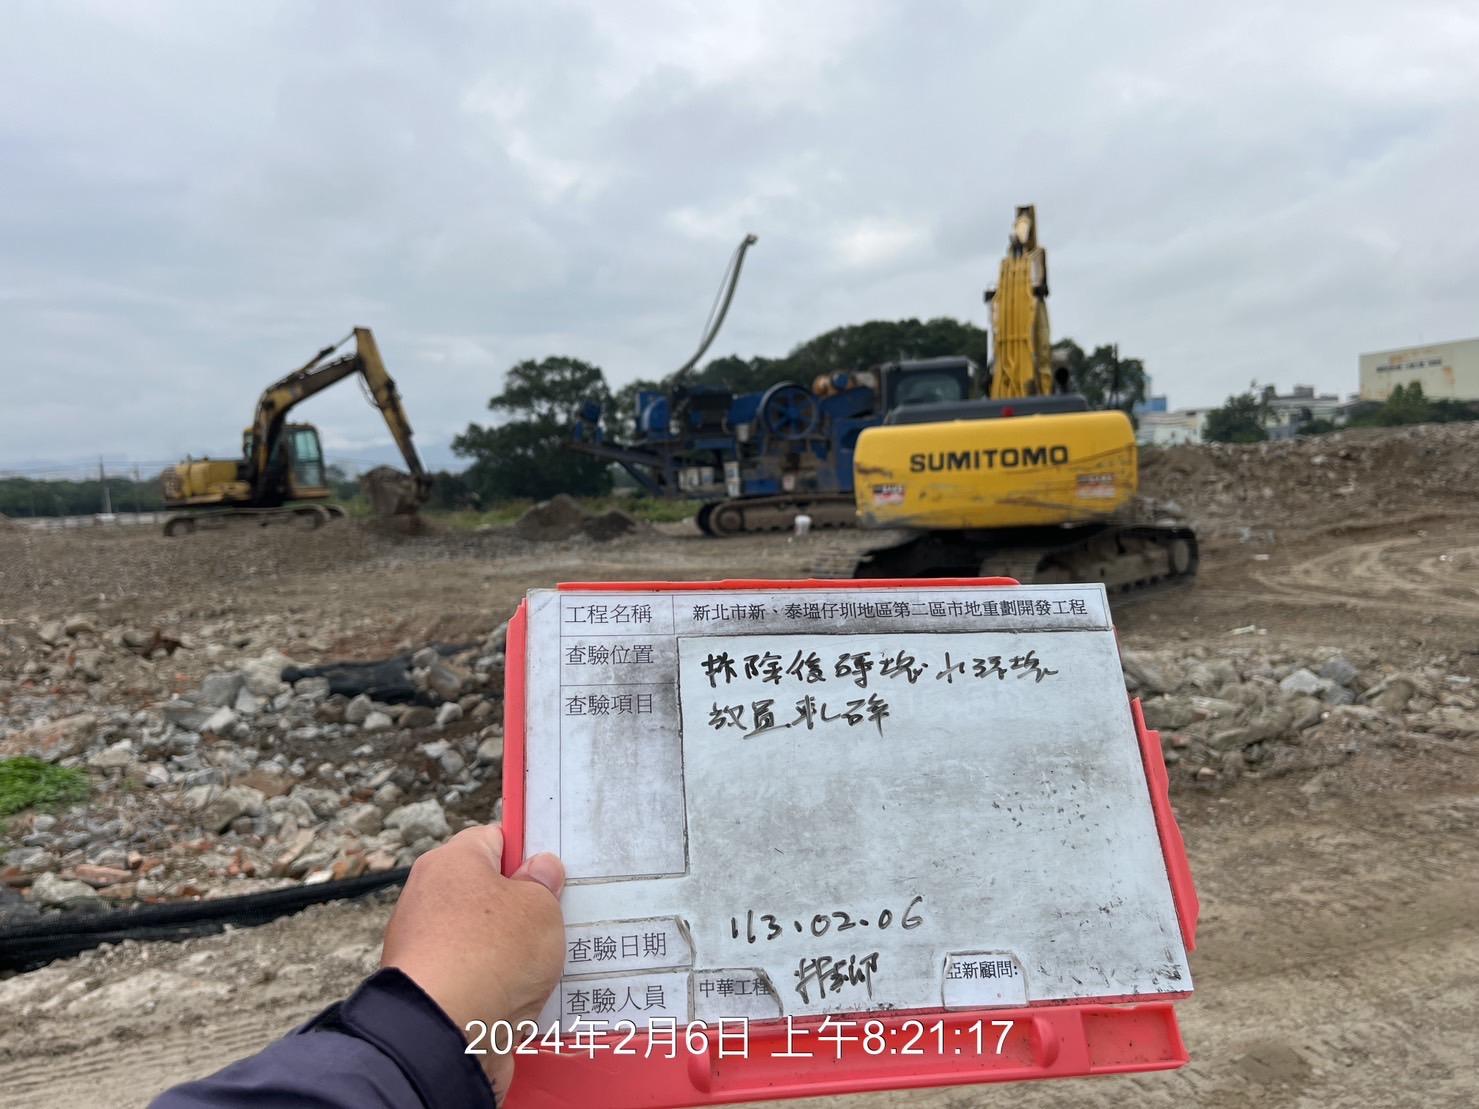 SUMITOMO
工程名稱 新北市新、泰塭仔圳地區第二區市地重劃開發工程
查驗位置 拆除後磚塊、水泥塊
查驗項目 放置、軋碎
查驗日期 113.02.06
查驗人員 中華工程 亞新顧問:
2024年2月6日 上午8:21:17